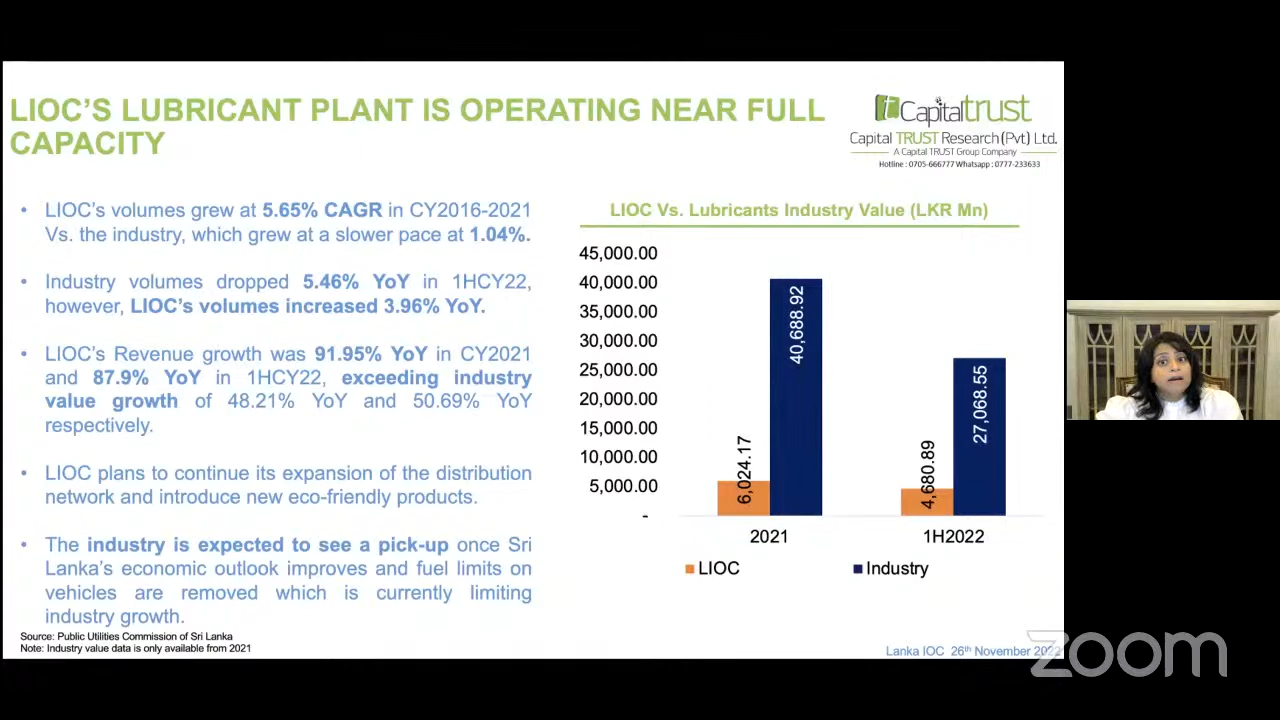 LIOC'S LUBRICANT PLANT IS OPERATING NEAR FULL
CAPACITY
Capitaltrust
Capital TRUST Research (Pvt) Ltd.
A Capital TRUST Group Company
Hotline : 0705-666777 Whatsapp : 0777-233633
• LIOC's volumes grew at 5.65% CAGR in CY2016-2021
Vs. the industry, which grew at a slower pace at 1.04%.
• Industry volumes dropped 5.46% YoY in 1HCY22,
however, LIOC's volumes increased 3.96% YoY.
• LIOC's Revenue growth was 91.95% YoY in CY2021
and 87.9% YoY in 1HCY22, exceeding industry
value growth of 48.21% YoY and 50.69% YoY
respectively.
• LIOC plans to continue its expansion of the distribution
network and introduce new eco-friendly products.
• The industry is expected to see a pick-up once Sri
Lanka's economic outlook improves and fuel limits on
vehicles are removed which is currently limiting
industry growth.
Source: Public Utilities Commission of Sri Lanka
Note: Industry value data is only available from 2021
LIOC Vs. Lubricants Industry Value (LKR Mn)
45,000.00
40,000.00
35,000.00
30,000.00
25,000.00
20,000.00
15,000.00
10,000.00
5,000.00
-
6,024.17
40,688.92
4,680.89
27,068.55
2021
1H2022
LIOC
Industry
Lanka IOC 26th November 2022
zoom